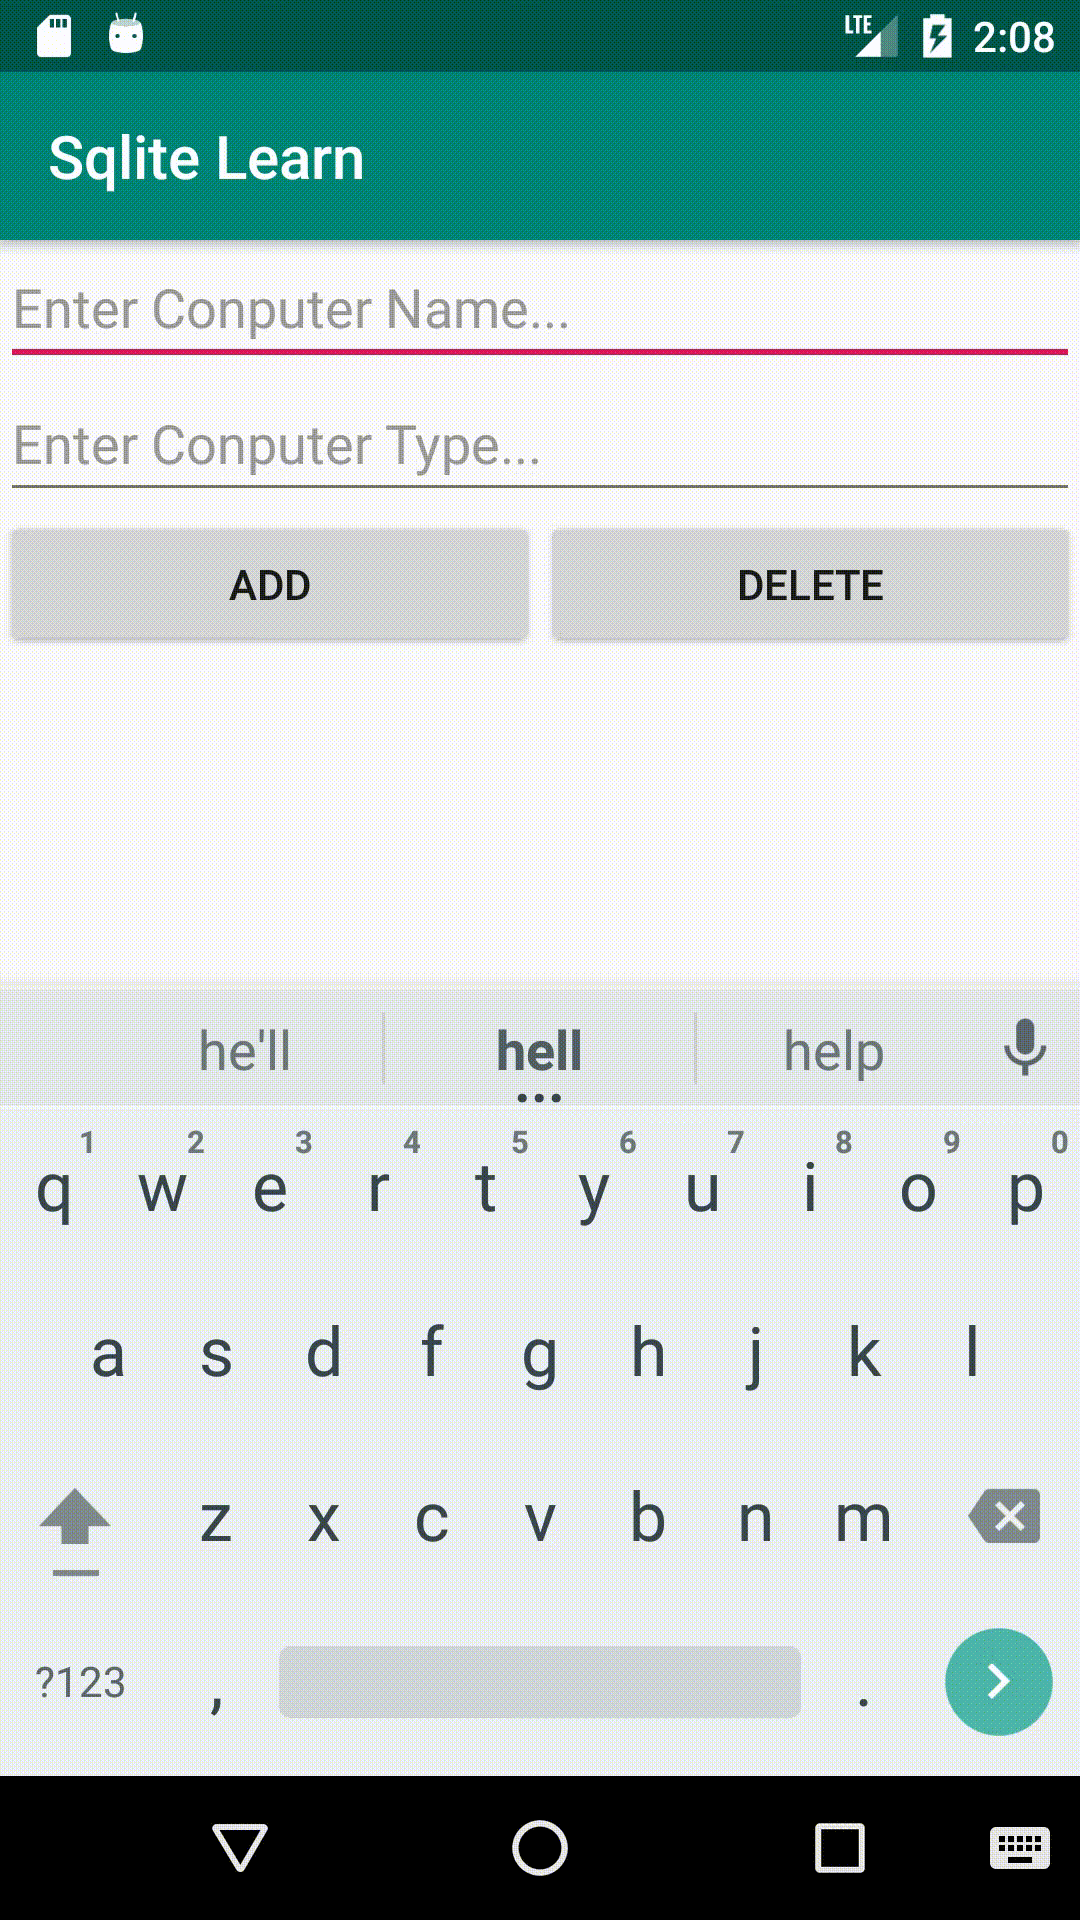 LTE 2:08
Sqlite Learn
Enter Conputer Name...
Enter Conputer Type...
ADD DELETE
he'll hell help
1 2 3 4 5 6 7 8 9 0
q w e r t y u i o p
a s d f g h j k l
z x c v b n m
?123 , .